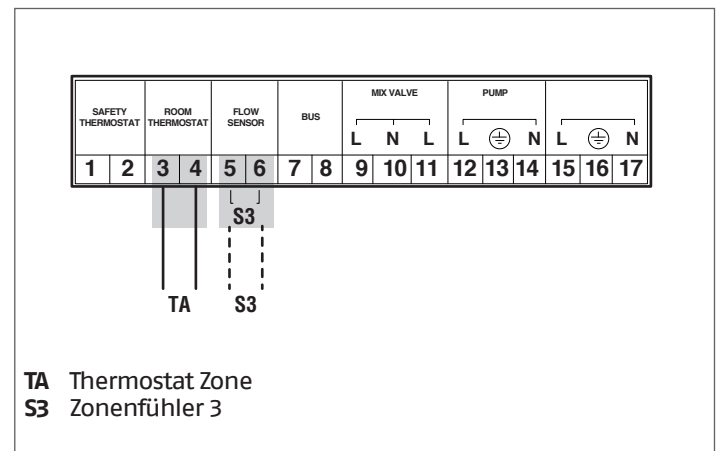 SAFETY THERMOSTAT ROOM THERMOSTAT FLOW SENSOR BUS MIX VALVE PUMP
L N L L N L N
1 2 3 4 5 6 7 8 9 10 11 12 13 14 15 16 17
S3
TA S3
TA Thermostat Zone
S3 Zonenfühler 3